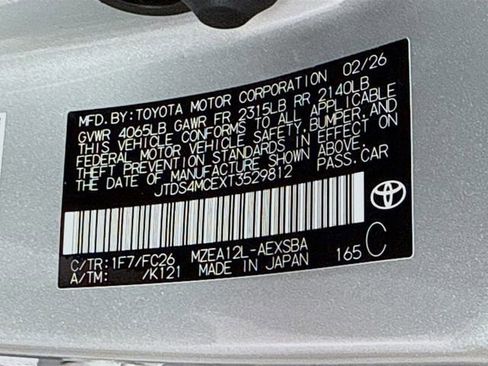 MFD. BY: TOYOTA MOTOR CORPORATION 02/26
GVWR 4065LB GAWR FR 2315LB RR 2140LB
THIS VEHICLE CONFORMS TO ALL APPLICABLE
FEDERAL MOTOR VEHICLE SAFETY, BUMPER, AND
THEFT PREVENTION STANDARDS IN EFFECT ON
THE DATE OF MANUFACTURE SHOWN ABOVE.
JTDS4MCEXT3529812 PASS.CAR
C/TR: 1F7/FC26 MZEA12L-AEXSBA
A/TM: /K121 MADE IN JAPAN 165 C